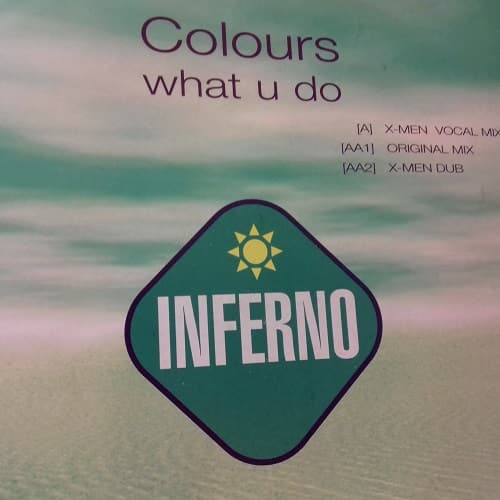 Colours
what u do
[A] X-MEN VOCAL MIX
[AA1] ORIGINAL MIX
[AA2] X-MEN DUB
INFERNO